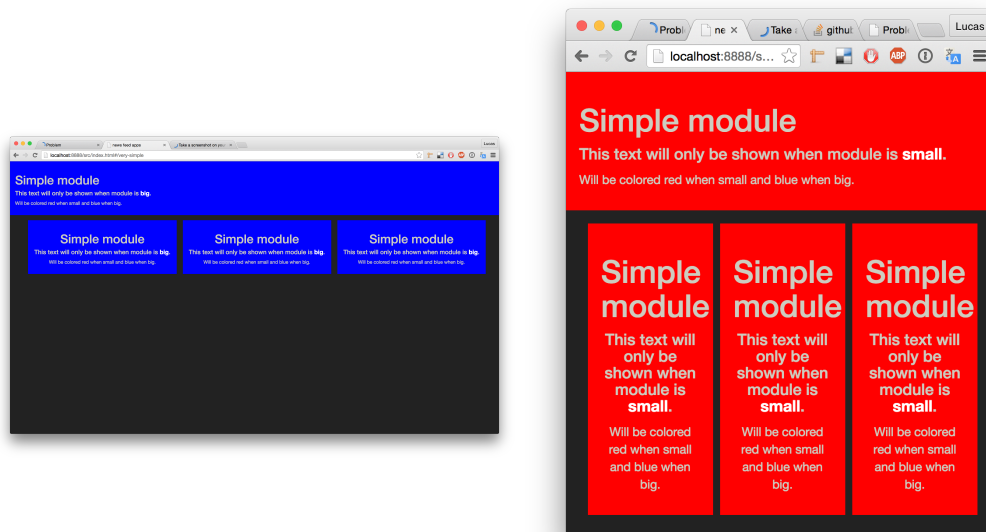 Problem
news feed apps
Take a screenshot on you
Lucas
localhost:8888/src/index.html#/very-simple
Simple module
This text will only be shown when module is big.
Will be colored red when small and blue when big.
Simple module
This text will only be shown when module is big.
Will be colored red when small and blue when big.
Simple module
This text will only be shown when module is big.
Will be colored red when small and blue when big.
Simple module
This text will only be shown when module is big.
Will be colored red when small and blue when big.
Probl
ne
Take
github
Probl
Lucas
localhost:8888/s...
ABP
Simple module
This text will only be shown when module is small.
Will be colored red when small and blue when big.
Simple
module
This text will
only be
shown when
module is
small.
Will be colored
red when small
and blue when
big.
Simple
module
This text will
only be
shown when
module is
small.
Will be colored
red when small
and blue when
big.
Simple
module
This text will
only be
shown when
module is
small.
Will be colored
red when small
and blue when
big.